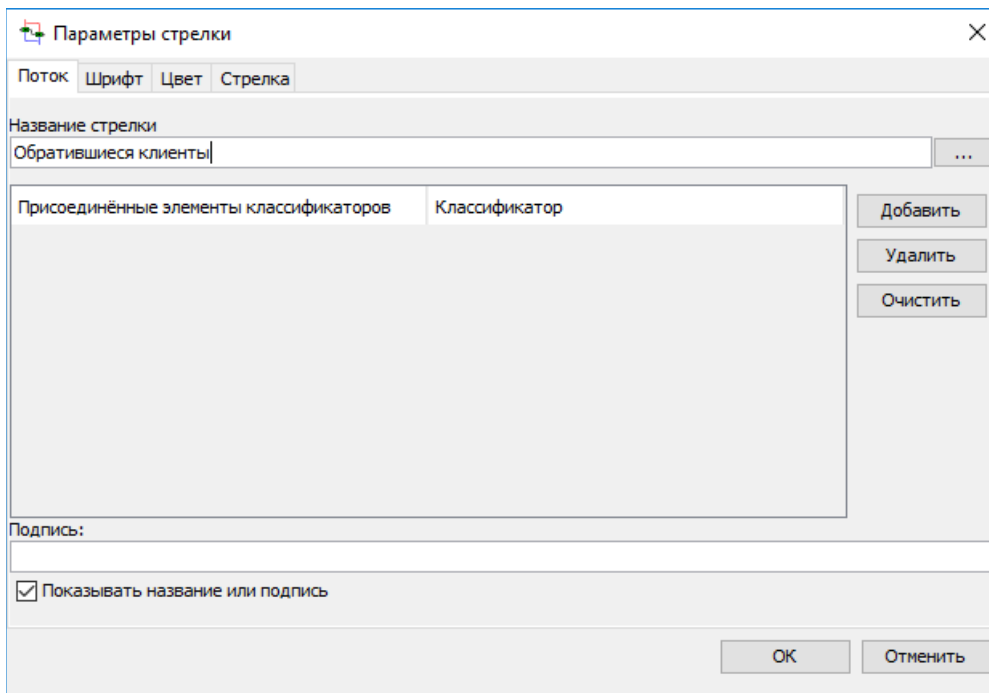 Параметры стрелки
Поток Шрифт Цвет Стрелка
Название стрелки
Обратившиеся клиенты ...
Присоединённые элементы классификаторов Классификатор
Добавить
Удалить
Очистить
Подпись:
Показывать название или подпись
ОК Отменить